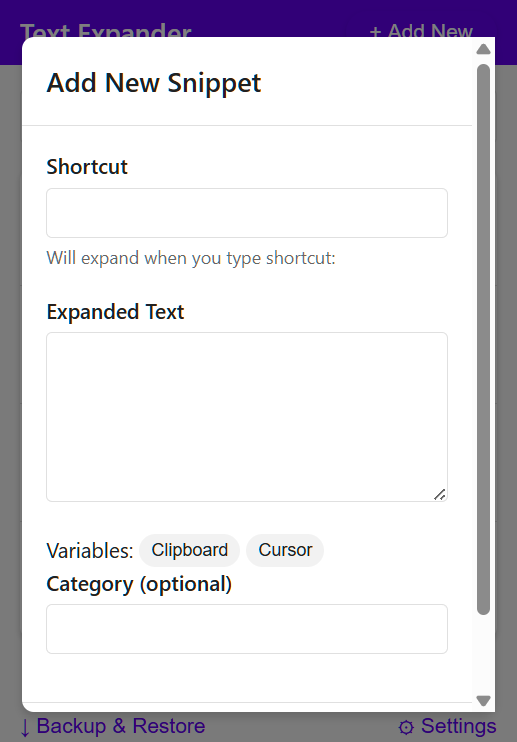 Text Expander + Add New
Add New Snippet
Shortcut
Will expand when you type shortcut:
Expanded Text
Variables: Clipboard Cursor
Category (optional)
↓ Backup & Restore ⚙ Settings